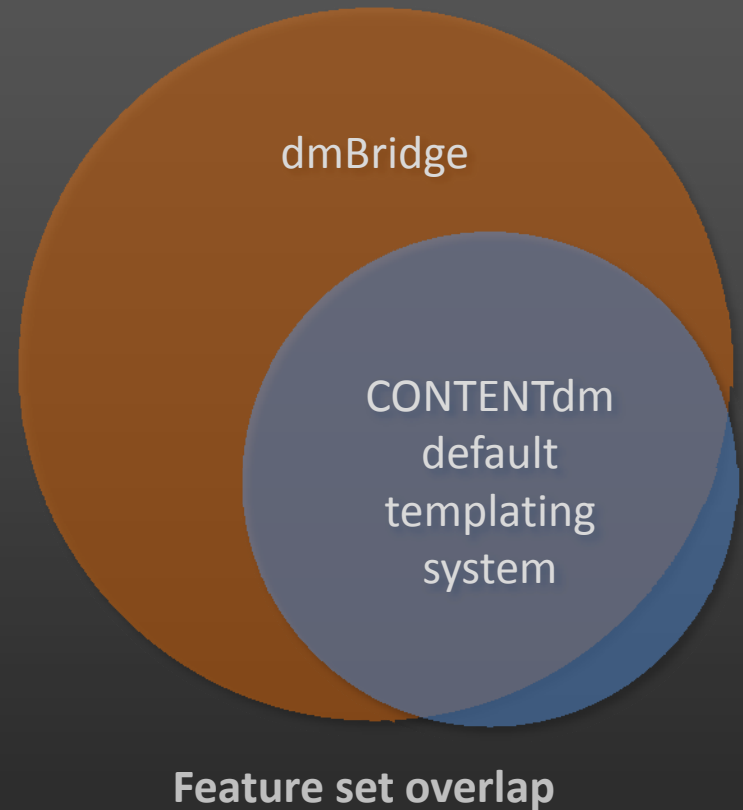 dmBridge
CONTENTdm
default
templating
system
Feature set overlap